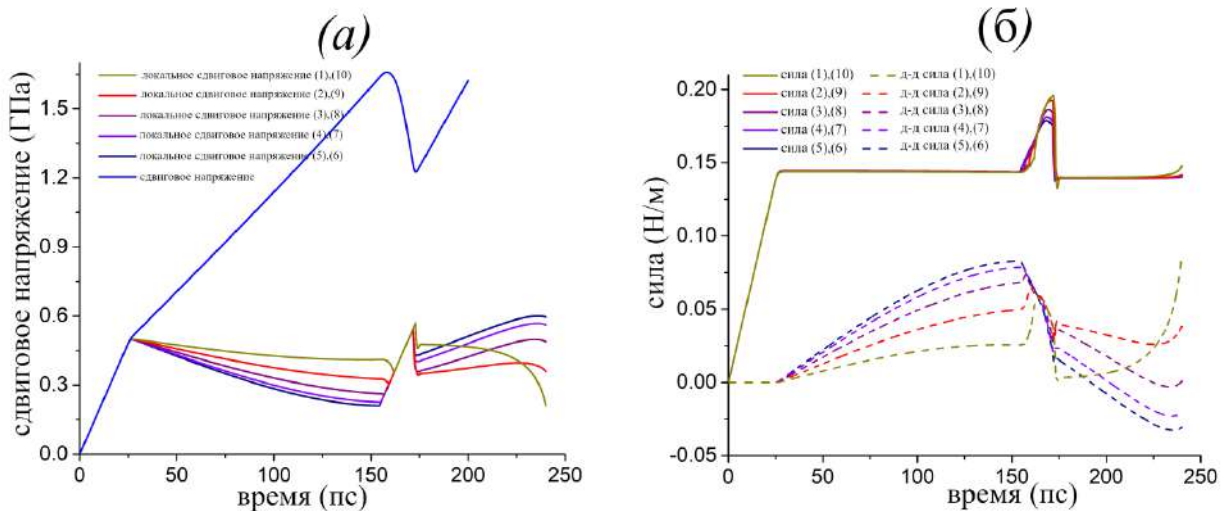 (а)
сдвиговое напряжение (ГПа)
1.5
1.2
0.9
0.6
0.3
0.0
локальное сдвиговое напряжение (1),(10)
локальное сдвиговое напряжение (2),(9)
локальное сдвиговое напряжение (3),(8)
локальное сдвиговое напряжение (4),(7)
локальное сдвиговое напряжение (5),(6)
сдвиговое напряжение
0 50 100 150 200 250
время (пс)
(б)
сила (Н/м)
0.20
0.15
0.10
0.05
0.00
-0.05
сила (1),(10) д-д сила (1),(10)
сила (2),(9) д-д сила (2),(9)
сила (3),(8) д-д сила (3),(8)
сила (4),(7) д-д сила (4),(7)
сила (5),(6) д-д сила (5),(6)
0 50 100 150 200 250
время (пс)